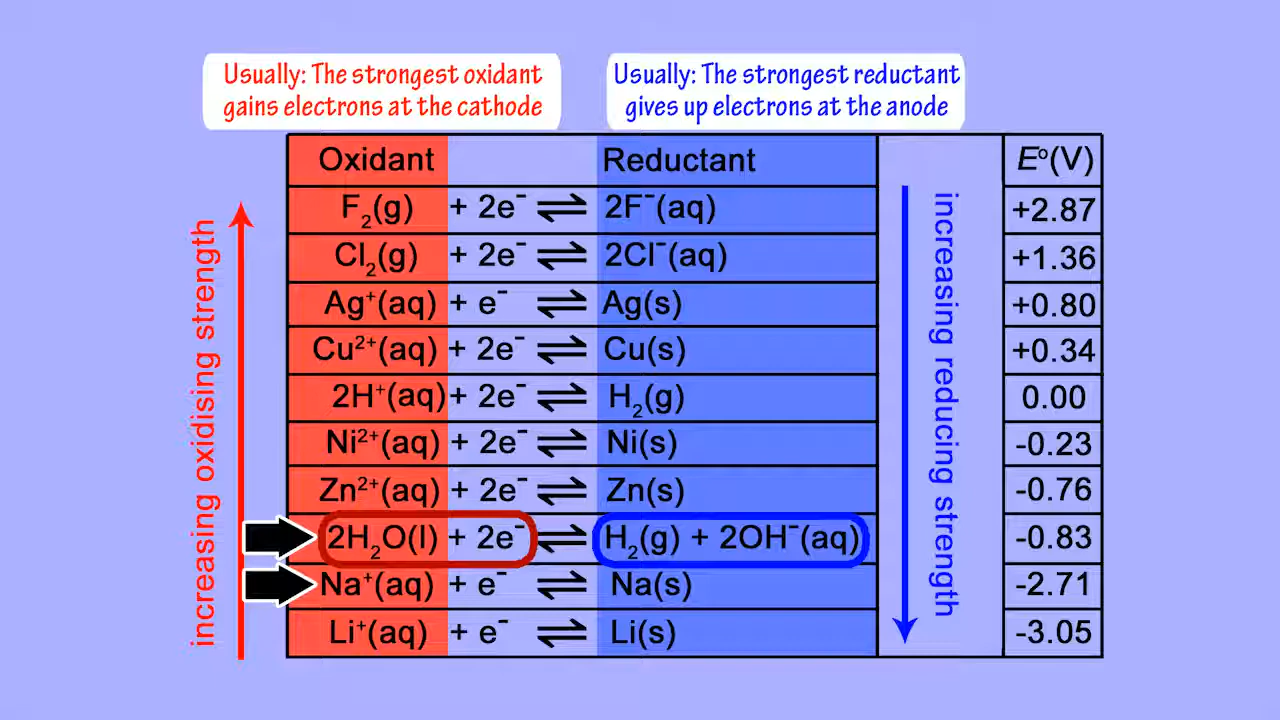 Usually: The strongest oxidant
gains electrons at the cathode
Usually: The strongest reductant
gives up electrons at the anode
Oxidant Reductant E°(V)
F₂(g) + 2e⁻ ⇌ 2F⁻(aq) +2.87
Cl₂(g) + 2e⁻ ⇌ 2Cl⁻(aq) +1.36
Ag⁺(aq) + e⁻ ⇌ Ag(s) +0.80
Cu²⁺(aq) + 2e⁻ ⇌ Cu(s) +0.34
2H⁺(aq) + 2e⁻ ⇌ H₂(g) 0.00
Ni²⁺(aq) + 2e⁻ ⇌ Ni(s) -0.23
Zn²⁺(aq) + 2e⁻ ⇌ Zn(s) -0.76
2H₂O(l) + 2e⁻ ⇌ H₂(g) + 2OH⁻(aq) -0.83
Na⁺(aq) + e⁻ ⇌ Na(s) -2.71
Li⁺(aq) + e⁻ ⇌ Li(s) -3.05
increasing oxidising strength
increasing reducing strength